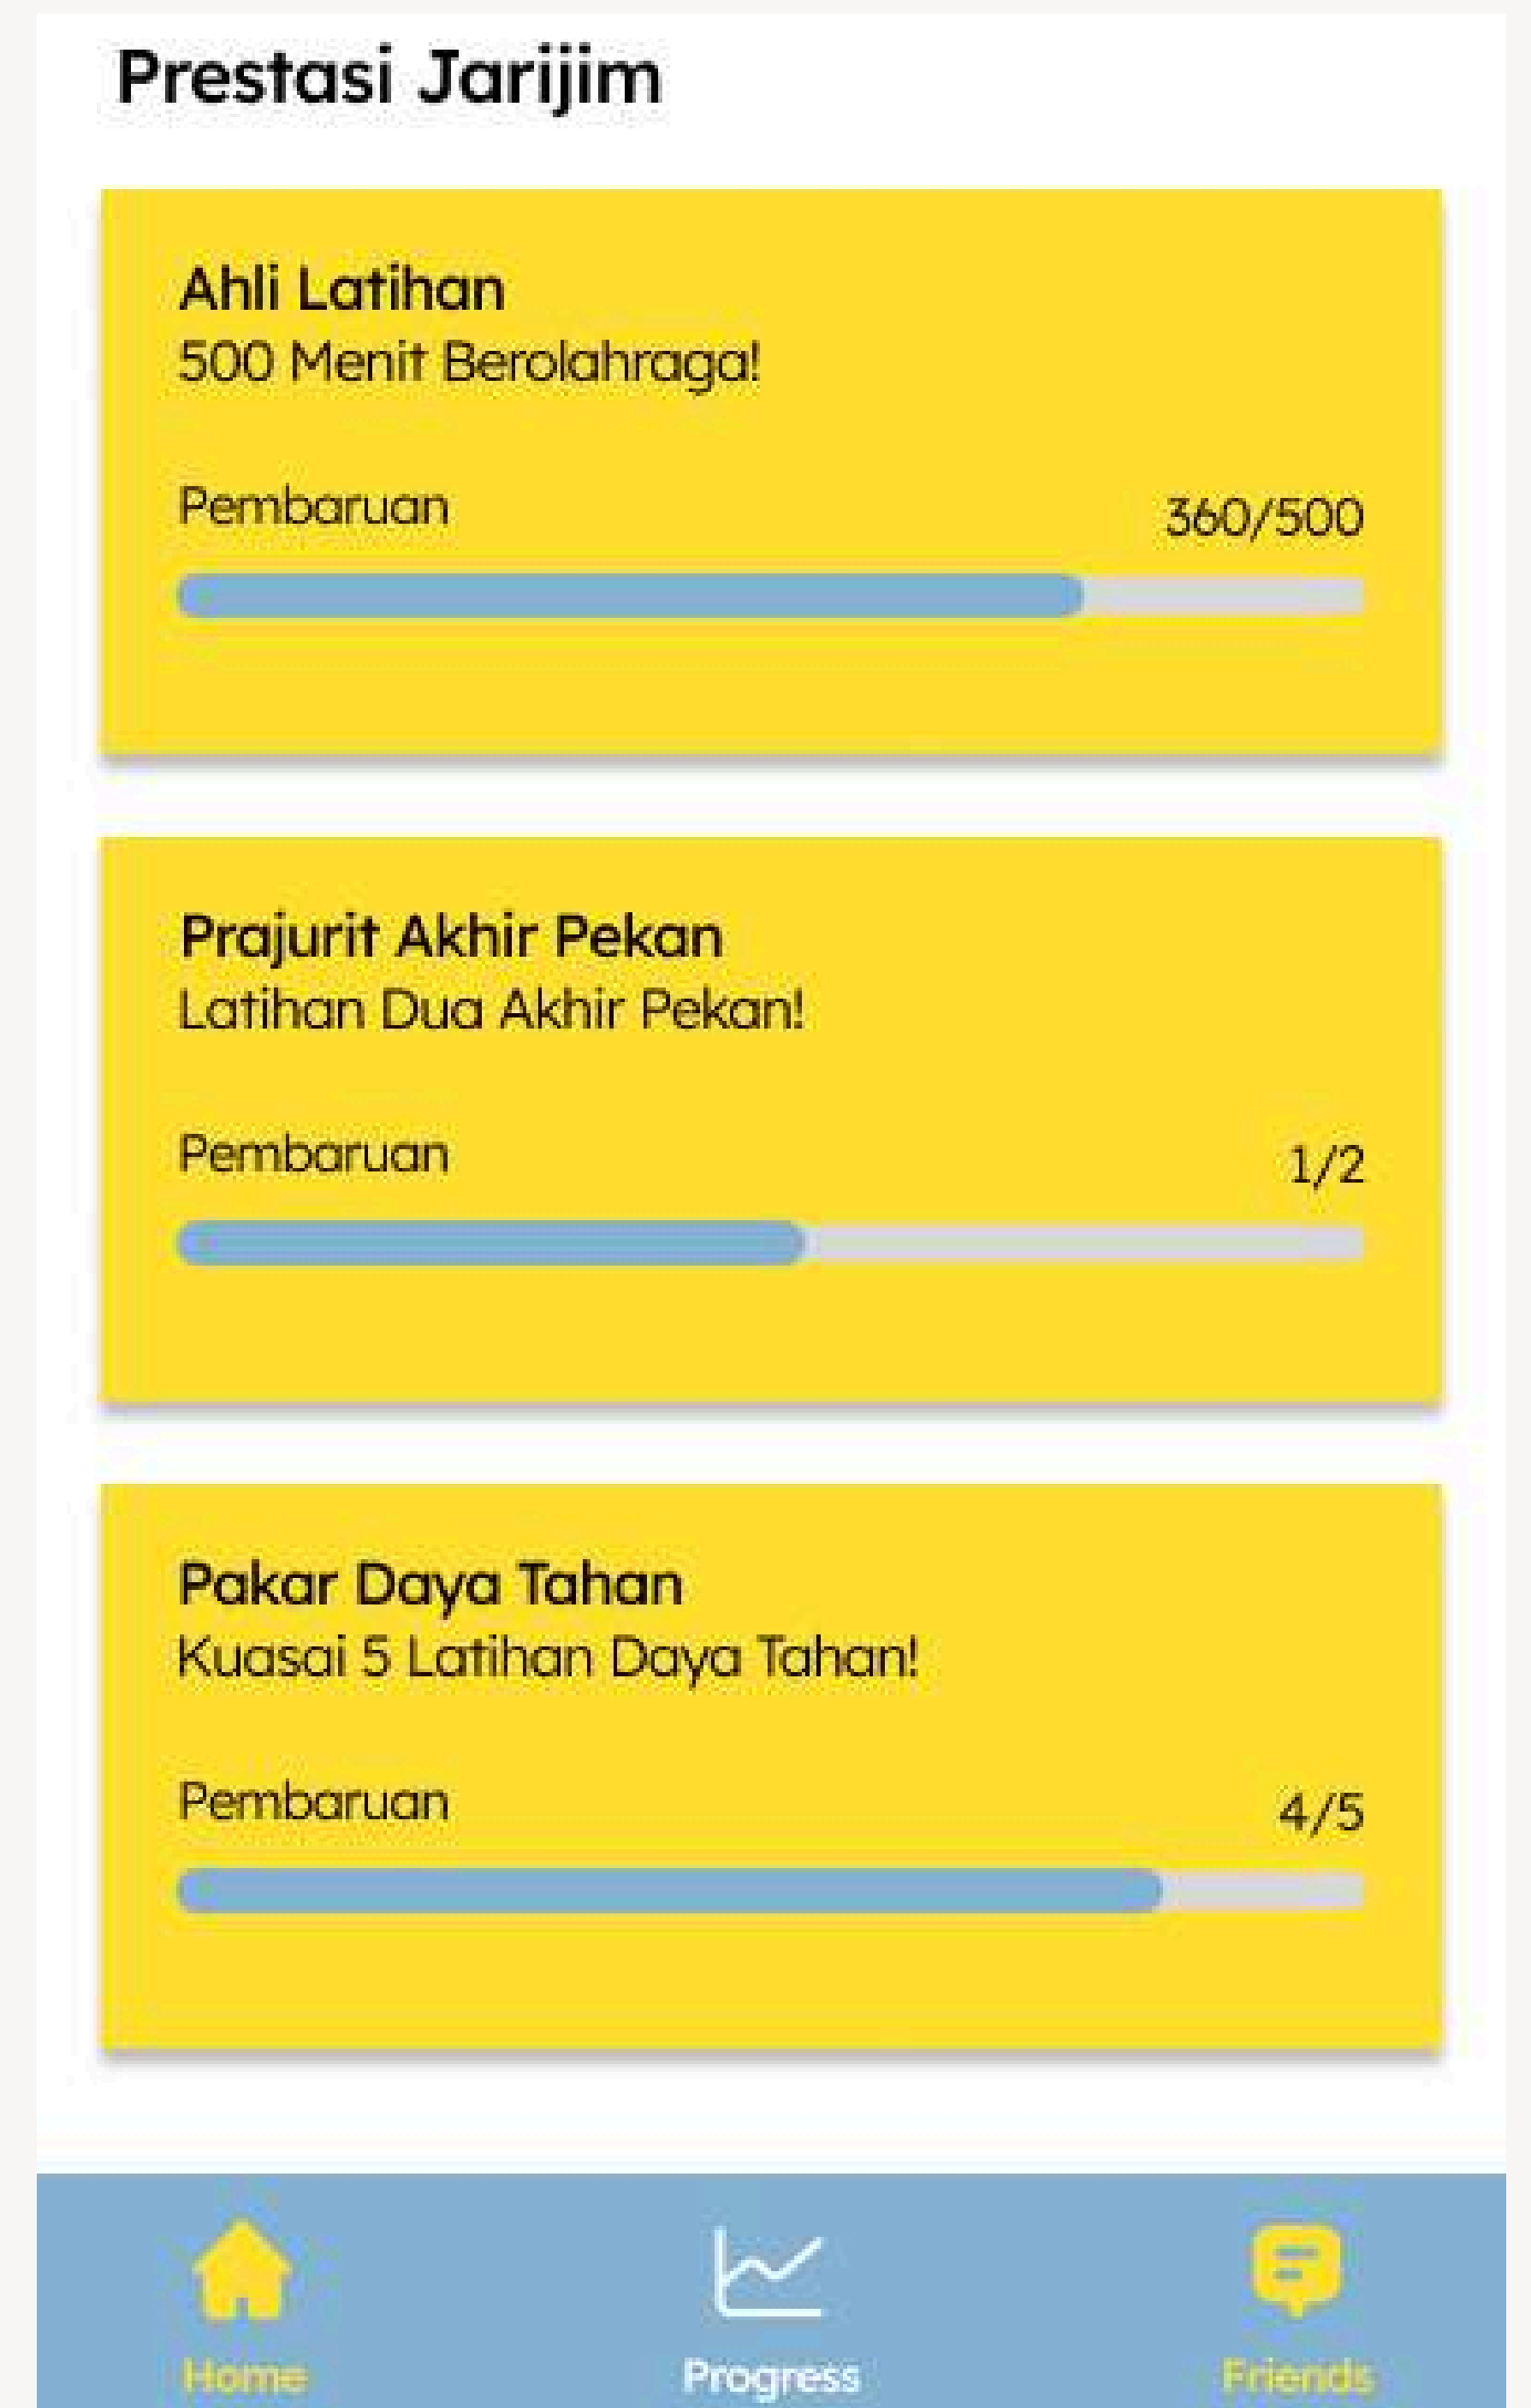 Prestasi Jarijim
Ahli Latihan
500 Menit Berolahraga!
Pembaruan
360/500
Prajurit Akhir Pekan
Latihan Dua Akhir Pekan!
Pembaruan
1/2
Pakar Daya Tahan
Kuasai 5 Latihan Daya Tahan!
Pembaruan
4/5
Home
Progress
Friends